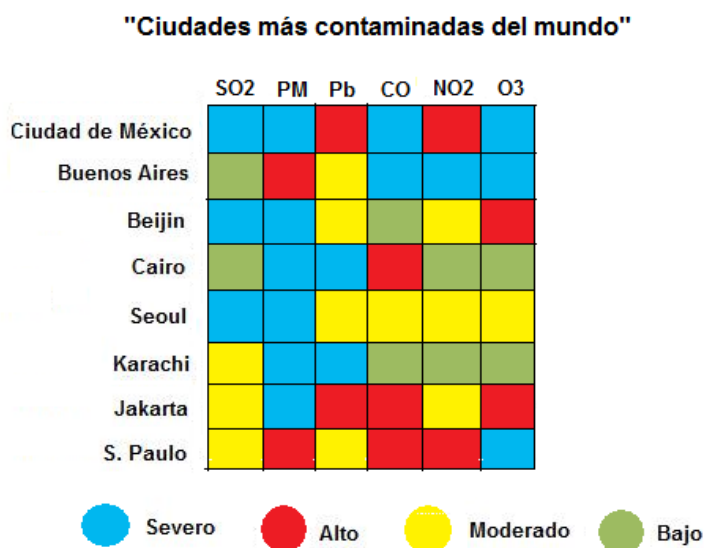 "Ciudades más contaminadas del mundo"
SO2 PM Pb CO NO2 O3
Ciudad de México
Buenos Aires
Beijin
Cairo
Seoul
Karachi
Jakarta
S. Paulo
Severo Alto Moderado Bajo